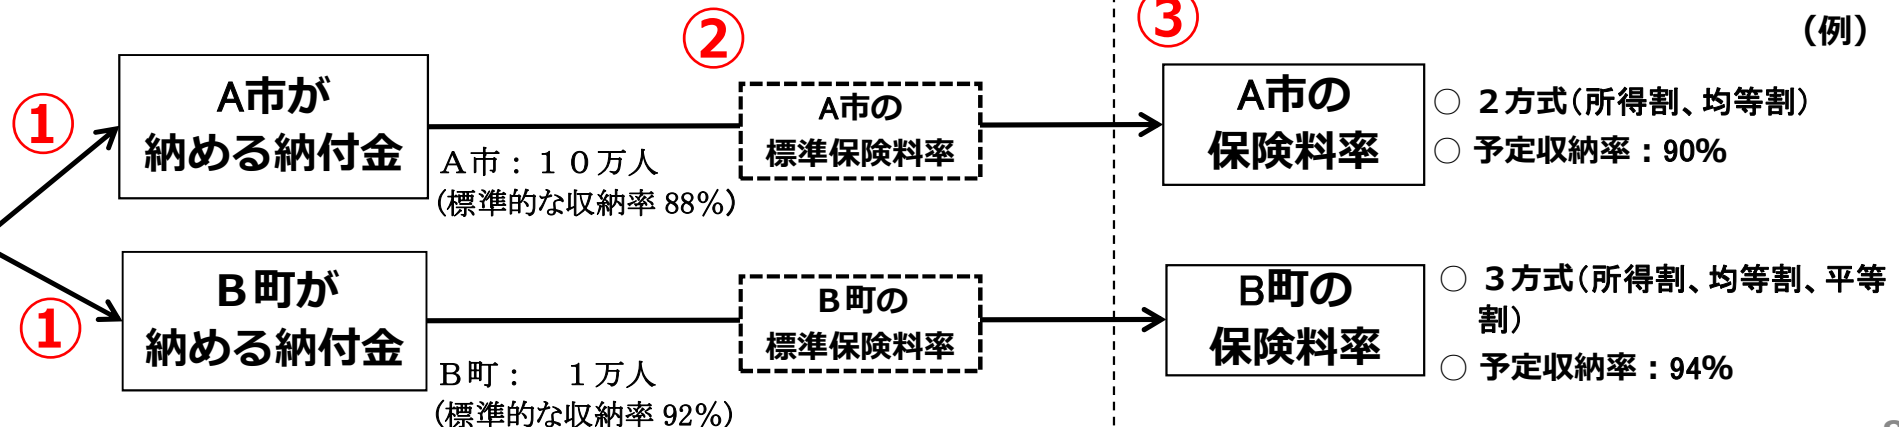 ③
（例）
②
①
A市が
納める納付金
A市の
標準保険料率
A市の
保険料率
○ ２方式（所得割、均等割）
○ 予定収納率：90％
A市：１０万人
（標準的な収納率 88％）
①
B町が
納める納付金
B町の
標準保険料率
B町の
保険料率
○ ３方式（所得割、均等割、平等
割）
○ 予定収納率：94％
B町：　１万人
（標準的な収納率 92％）